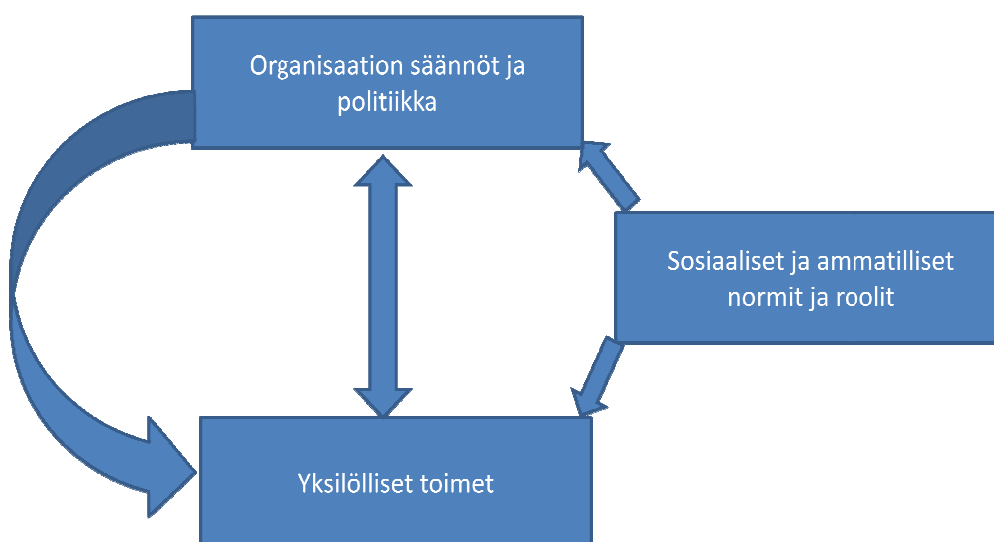 Organisaation säännöt ja
politiikka
Sosiaaliset ja ammatilliset
normit ja roolit
Yksilölliset toimet